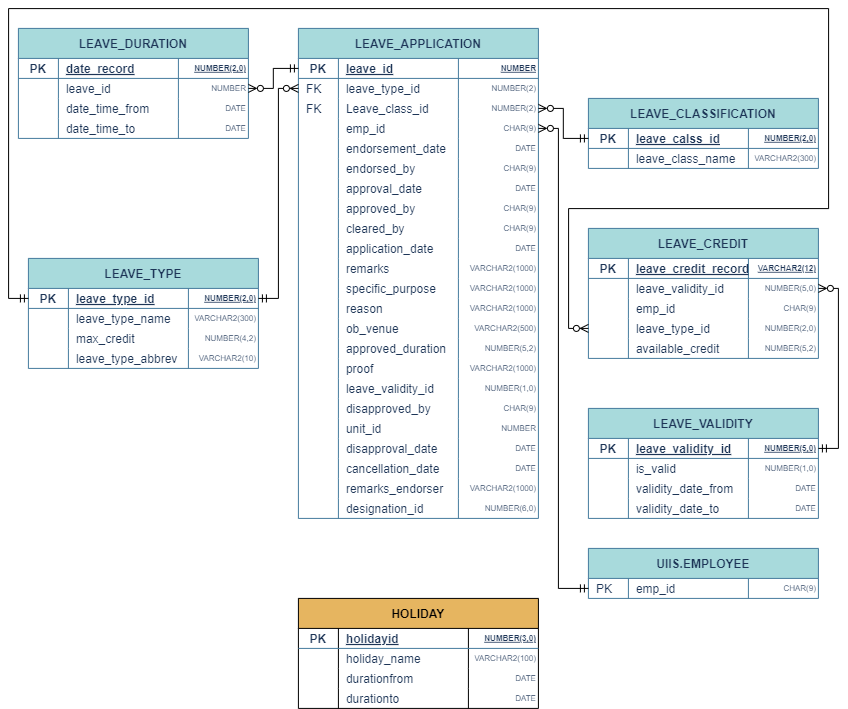 LEAVE_DURATION
PK date_record NUMBER(2,0)
leave_id NUMBER
date_time_from DATE
date_time_to DATE
LEAVE_APPLICATION
PK leave_id NUMBER
FK leave_type_id NUMBER(2)
FK Leave_class_id NUMBER(2)
emp_id CHAR(9)
endorsement_date DATE
endorsed_by CHAR(9)
approval_date DATE
approved_by CHAR(9)
cleared_by CHAR(9)
application_date DATE
remarks VARCHAR2(1000)
specific_purpose VARCHAR2(1000)
reason VARCHAR2(1000)
ob_venue VARCHAR2(500)
approved_duration NUMBER(5,2)
proof VARCHAR2(1000)
leave_validity_id NUMBER(1,0)
disapproved_by CHAR(9)
unit_id NUMBER
disapproval_date DATE
cancellation_date DATE
remarks_endorser VARCHAR2(1000)
designation_id NUMBER(6,0)
LEAVE_CLASSIFICATION
PK leave_calss_id NUMBER(2,0)
leave_class_name VARCHAR2(300)
LEAVE_TYPE
PK leave_type_id NUMBER(2,0)
leave_type_name VARCHAR2(300)
max_credit NUMBER(4,2)
leave_type_abbrev VARCHAR2(10)
LEAVE_CREDIT
PK leave_credit_record VARCHAR2(12)
leave_validity_id NUMBER(5,0)
emp_id CHAR(9)
leave_type_id NUMBER(2,0)
available_credit NUMBER(5,2)
LEAVE_VALIDITY
PK leave_validity_id NUMBER(5,0)
is_valid NUMBER(1,0)
validity_date_from DATE
validity_date_to DATE
UIIS.EMPLOYEE
PK emp_id CHAR(9)
HOLIDAY
PK holidayid NUMBER(3,0)
holiday_name VARCHAR2(100)
durationfrom DATE
durationto DATE